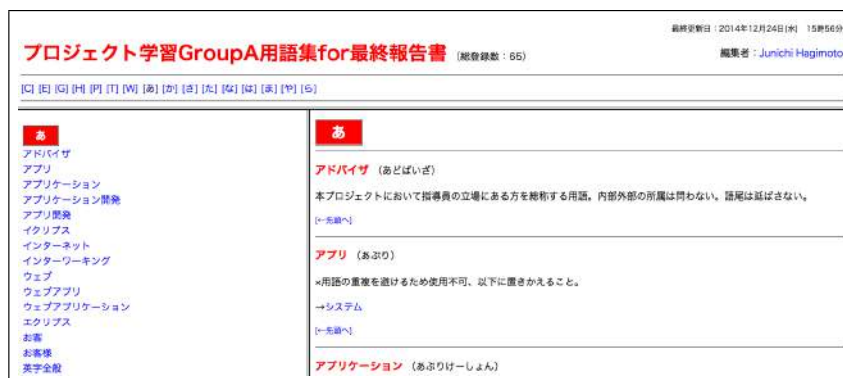 最終更新日：2014年12月24日(水) 15時56分
プロジェクト学習GroupA用語集for最終報告書 （総登録数：65）
編集者：Junichi Hagimoto
[C] [E] [G] [H] [P] [T] [W] [あ] [か] [さ] [た] [な] [は] [ま] [や] [ら]
あ
アドバイザ
アプリ
アプリケーション
アプリケーション開発
アプリ開発
イクリプス
インターネット
インターワーキング
ウェブ
ウェブアプリ
ウェブアプリケーション
エクリプス
お客
お客様
英字全般
あ
アドバイザ （あどばいざ）
本プロジェクトにおいて指導員の立場にある方を総称する用語。内部外部の所属は問わない。語尾は延ばさない。
[←先頭へ]
アプリ （あぷり）
×用語の重複を避けるため使用不可、以下に置きかえること。
→システム
[←先頭へ]
アプリケーション （あぷりけーしょん）